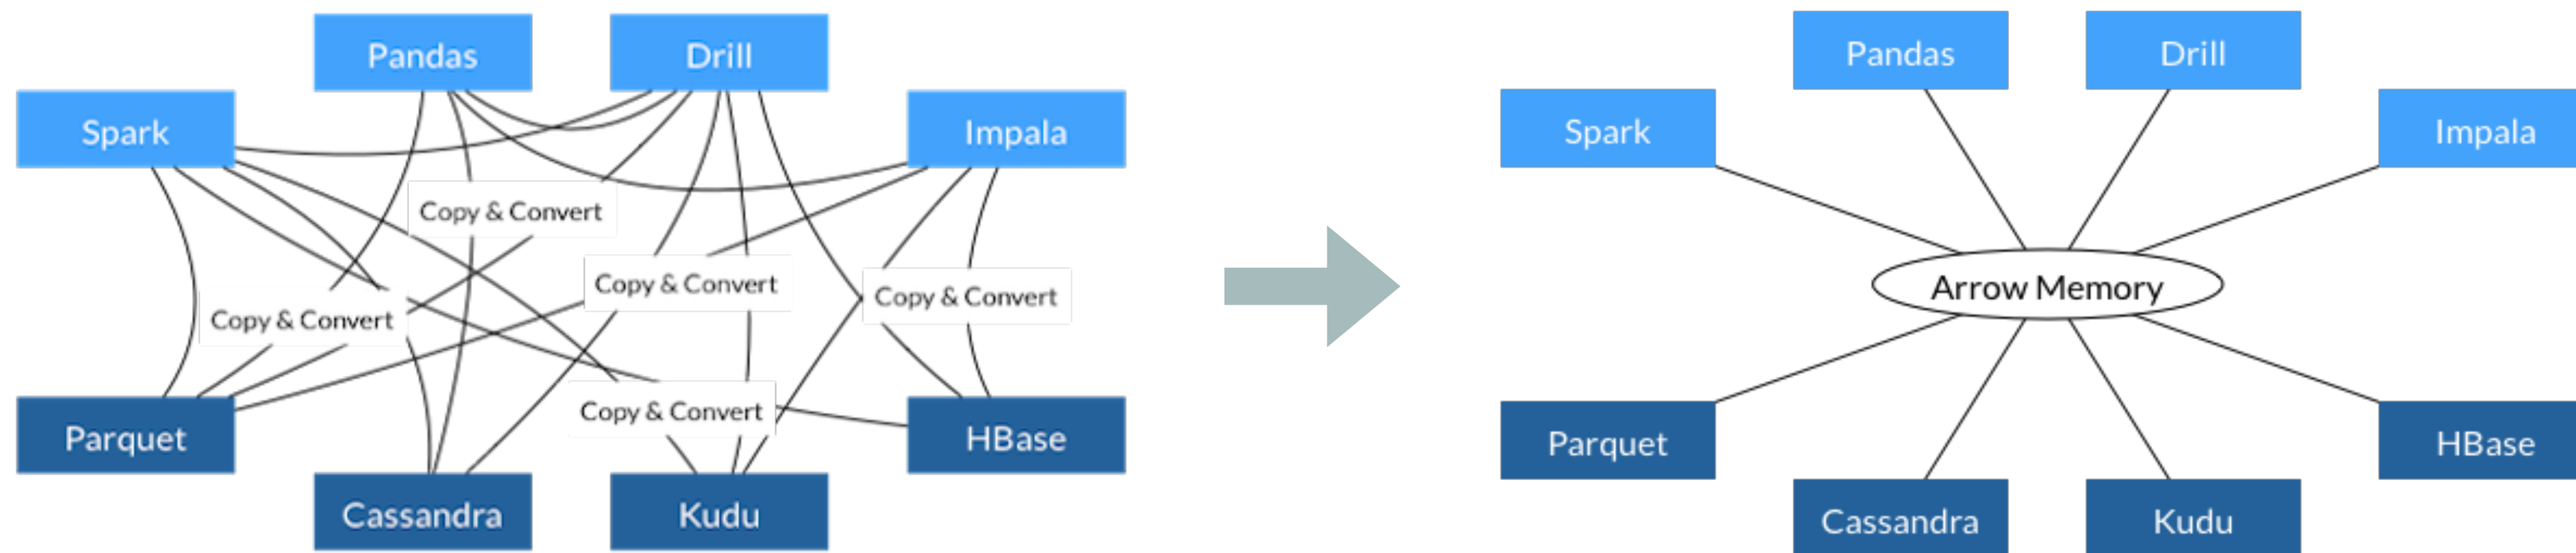 Pandas
Drill
Spark
Impala
Copy & Convert
Copy & Convert
Copy & Convert
Copy & Convert
Copy & Convert
Parquet
HBase
Cassandra
Kudu
Pandas
Drill
Spark
Impala
Arrow Memory
Parquet
HBase
Cassandra
Kudu